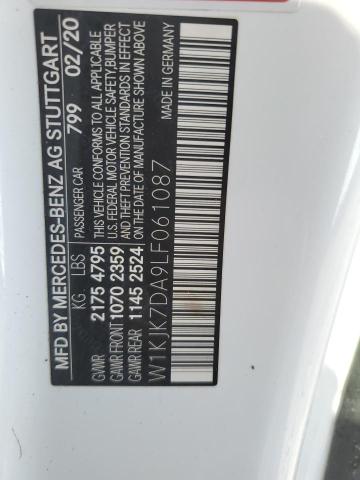 MFD BY MERCEDES-BENZ AG STUTTGART
PASSENGER CAR 799 02/20
KG LBS
GVWR 2175 4795
GAWR FRONT 1070 2359
GAWR REAR 1145 2524
THIS VEHICLE CONFORMS TO ALL APPLICABLE
U.S. FEDERAL MOTOR VEHICLE SAFETY, BUMPER
AND THEFT PREVENTION STANDARDS IN EFFECT
ON THE DATE OF MANUFACTURE SHOWN ABOVE
W1KJK7DA9LF061087
MADE IN GERMANY